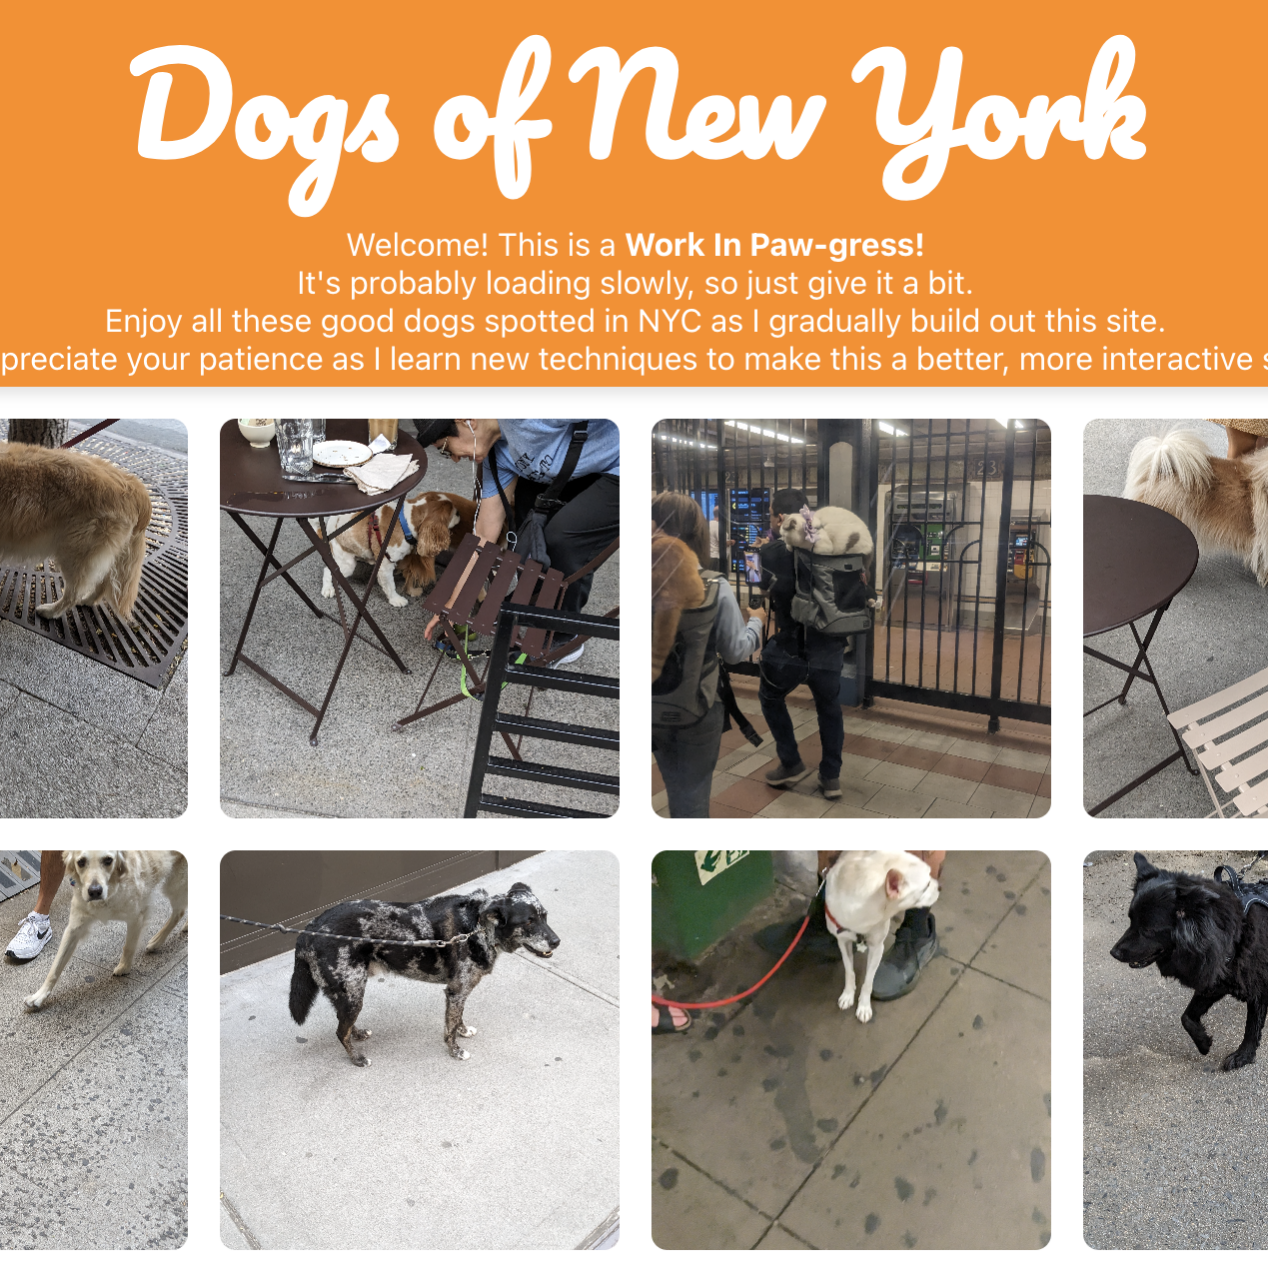 Dogs of New York
Welcome! This is a Work In Paw-gress!
It's probably loading slowly, so just give it a bit.
Enjoy all these good dogs spotted in NYC as I gradually build out this site.
preciate your patience as I learn new techniques to make this a better, more interactive s